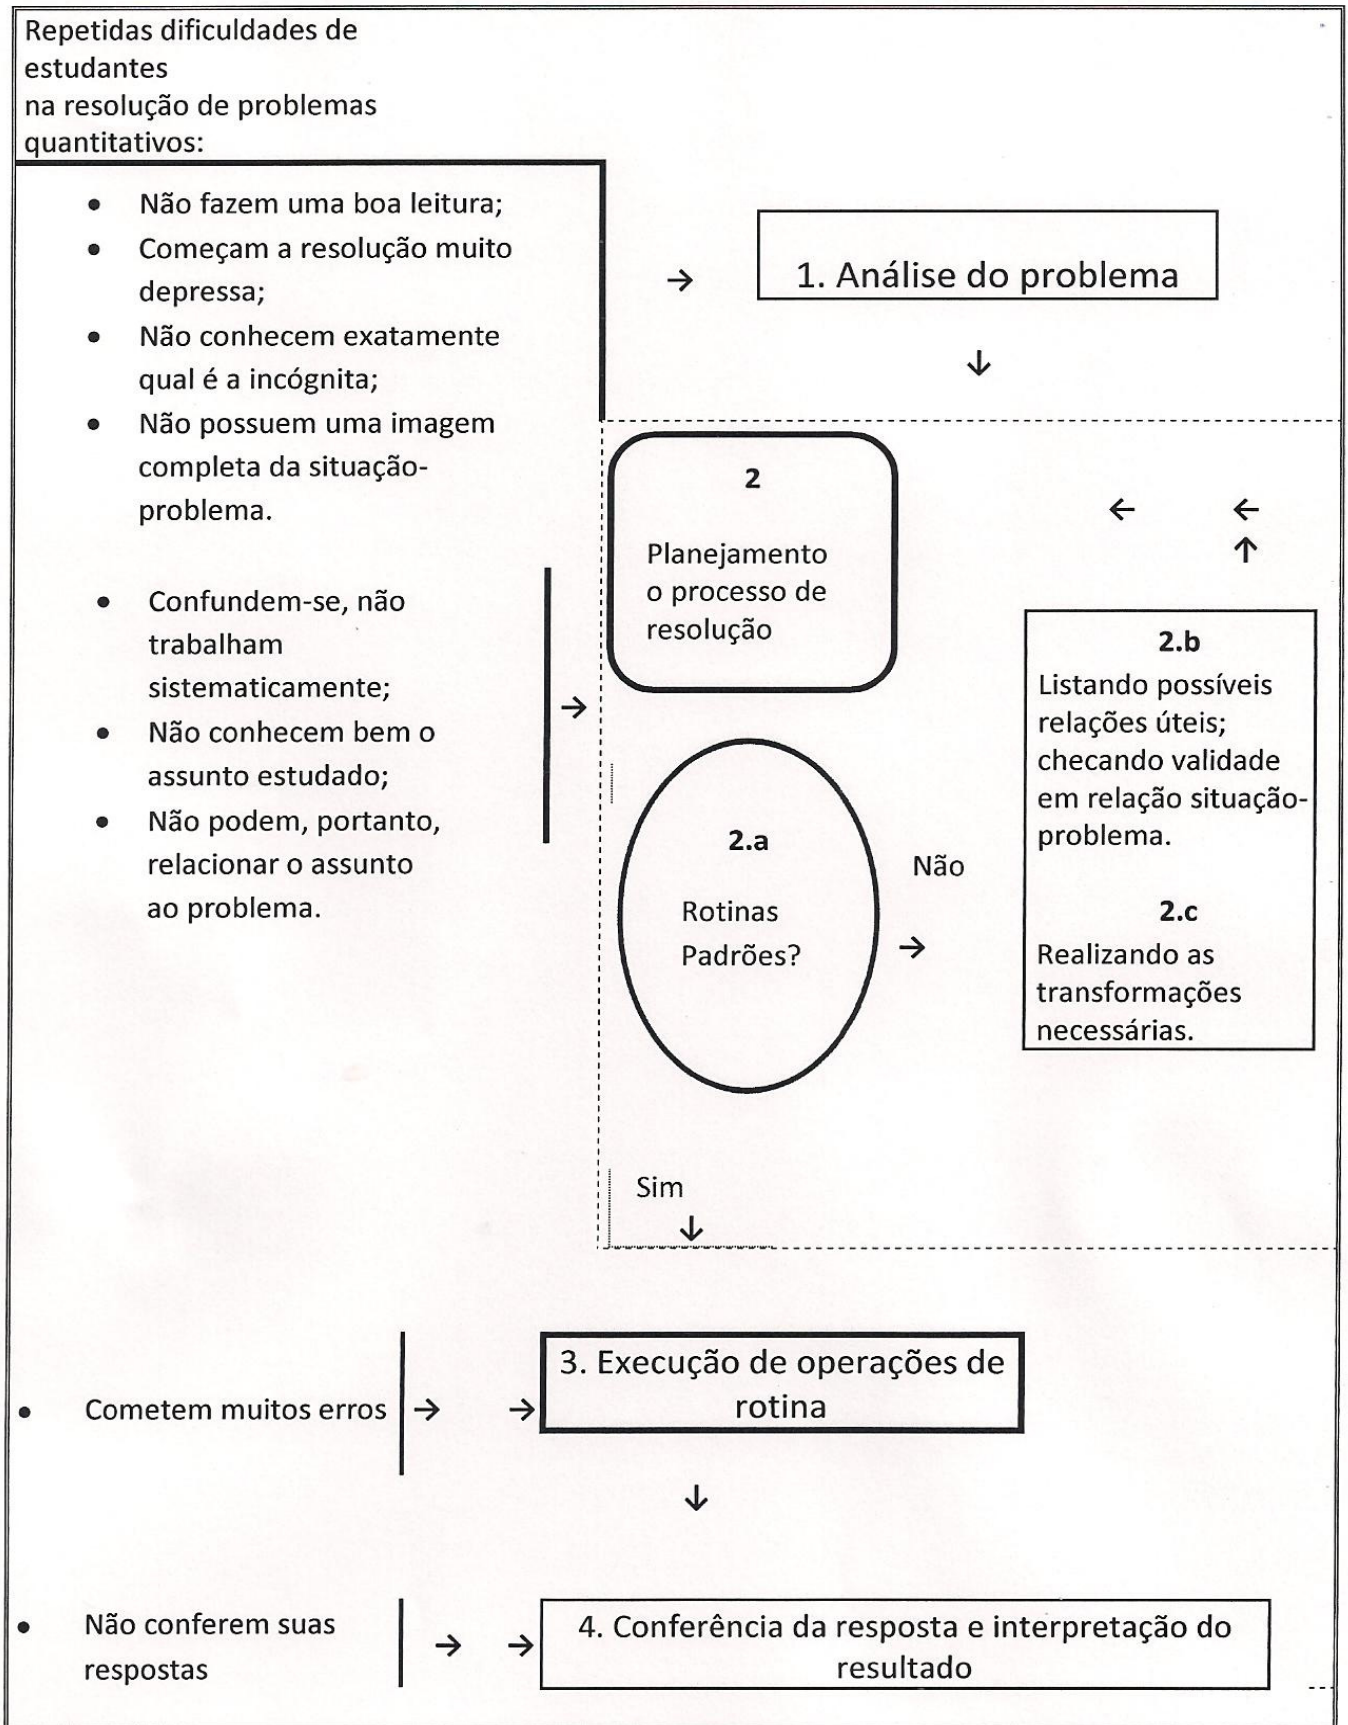 Repetidas dificuldades de
estudantes
na resolução de problemas
quantitativos:
• Não fazem uma boa leitura;
• Começam a resolução muito
depressa;
• Não conhecem exatamente
qual é a incógnita;
• Não possuem uma imagem
completa da situação-
problema.
→
1. Análise do problema
↓
• Confundem-se, não
trabalham
sistematicamente;
• Não conhecem bem o
assunto estudado;
• Não podem, portanto,
relacionar o assunto
ao problema.
→
2
Planejamento
o processo de
resolução
← ←
↑
2.a
Rotinas
Padrões?
Não
→
2.b
Listando possíveis
relações úteis;
checando validade
em relação situação-
problema.
2.c
Realizando as
transformações
necessárias.
Sim
↓
• Cometem muitos erros
→ →
3. Execução de operações de
rotina
↓
• Não conferem suas
respostas
→ →
4. Conferência da resposta e interpretação do
resultado